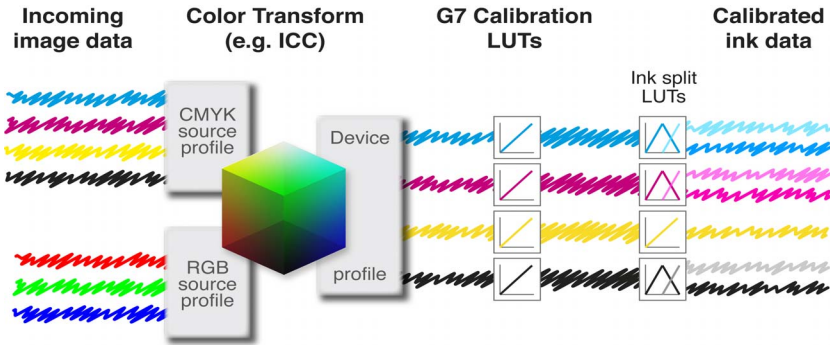 Incoming
image data
Color Transform
(e.g. ICC)
G7 Calibration
LUTs
Calibrated
ink data
Ink split
LUTs
CMYK
source
profile
Device
profile
RGB
source
profile